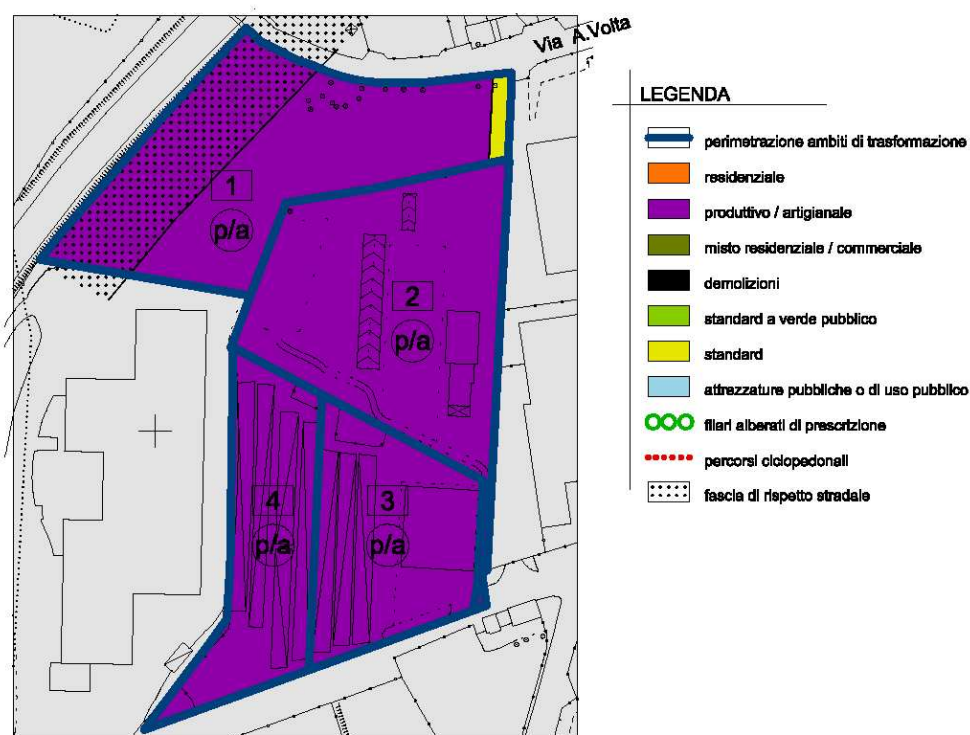 Via A.Volta
1
p/a
2
p/a
4
p/a
3
p/a
LEGENDA
perimetrazione ambiti di trasformazione
residenziale
produttivo / artigianale
misto residenziale / commerciale
demolizioni
standard a verde pubblico
standard
attrezzature pubbliche o di uso pubblico
filari alberati di prescrizione
percorsi ciclopedonali
fascia di rispetto stradale